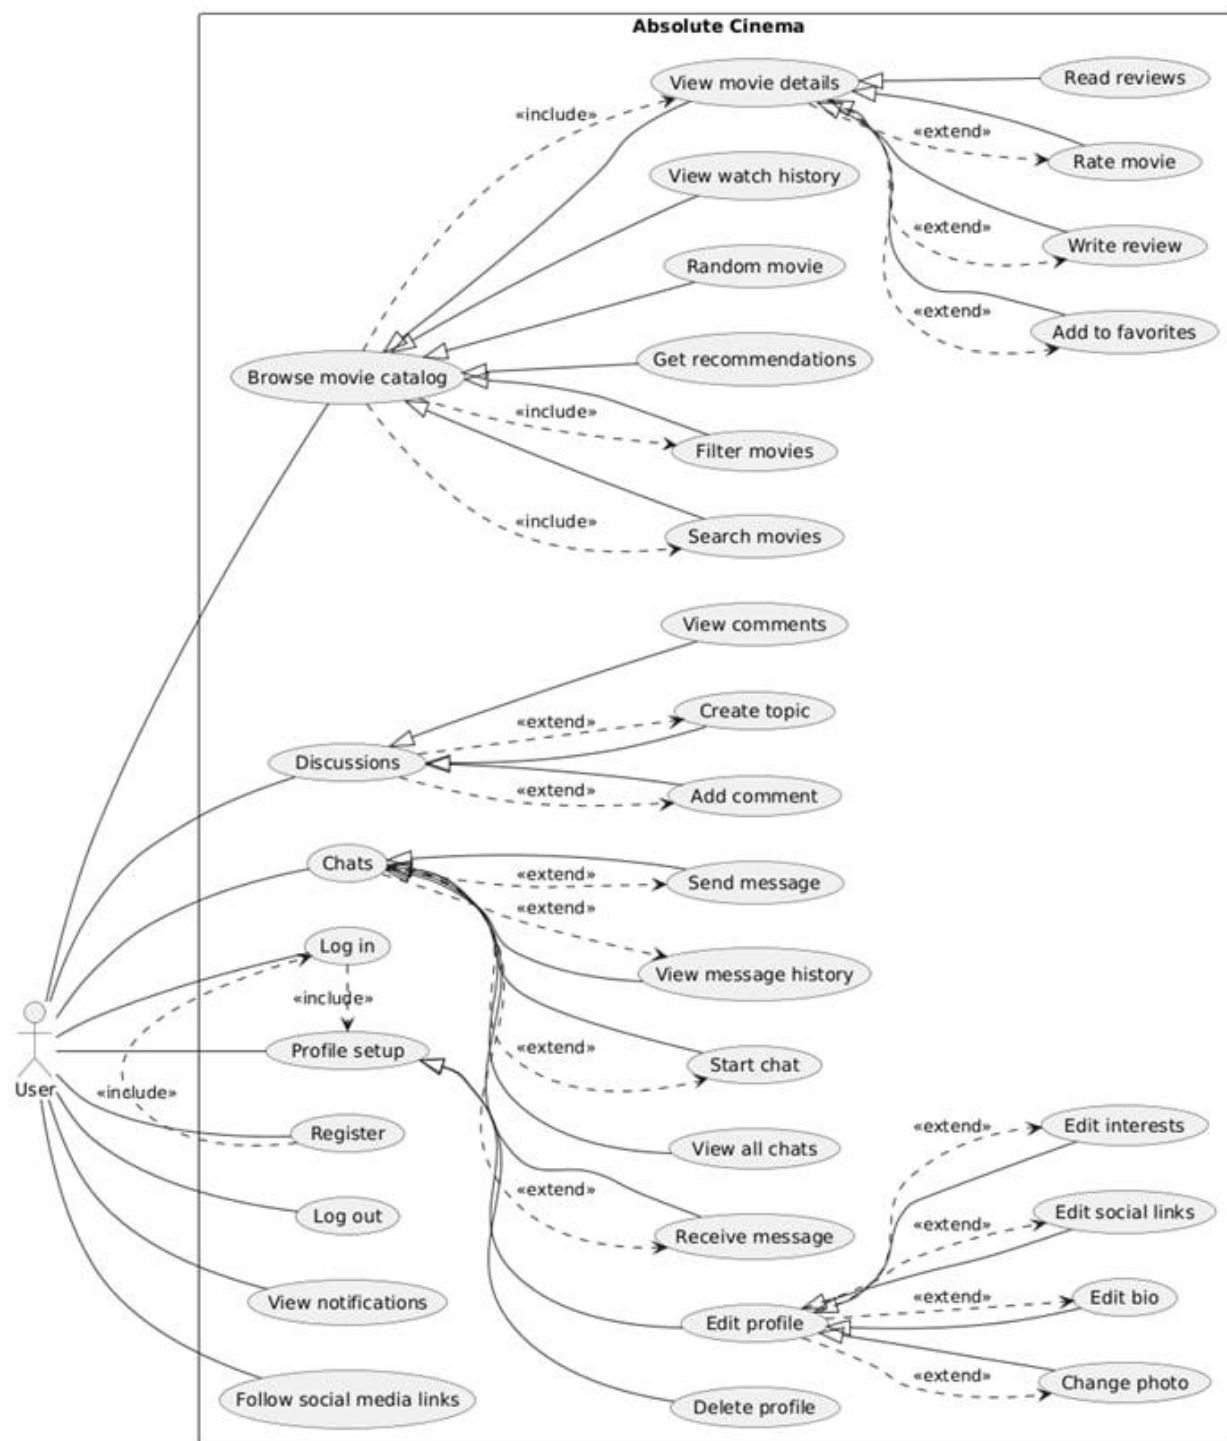 Absolute Cinema
View movie details
Read reviews
«include»
«extend»
Rate movie
View watch history
«extend»
Write review
Random movie
«extend»
Add to favorites
Get recommendations
Browse movie catalog
«include»
Filter movies
«include»
Search movies
View comments
«extend»
Create topic
Discussions
«extend»
Add comment
Chats
«extend»
Send message
«extend»
Log in
View message history
«include»
Profile setup
«extend»
Start chat
User
«include»
Register
«extend»
Edit interests
View all chats
«extend»
Log out
«extend»
Edit social links
Receive message
View notifications
«extend»
Edit bio
Edit profile
«extend»
Change photo
Follow social media links
Delete profile